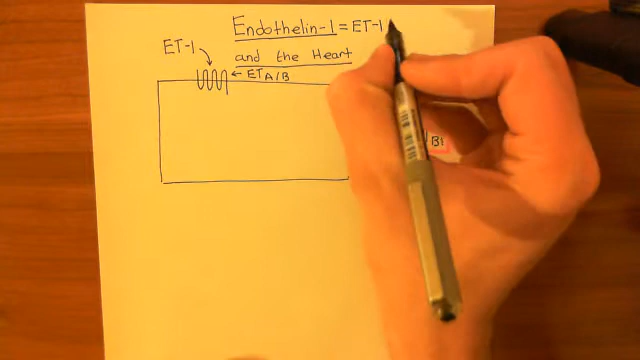 Endothelin-1 = ET-1
and the Heart
ET-1
← ETA/B